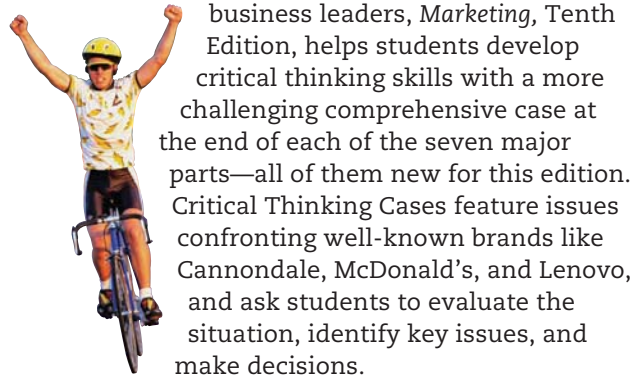 business leaders, Marketing, Tenth
Edition, helps students develop
critical thinking skills with a more
challenging comprehensive case at
the end of each of the seven major
parts—all of them new for this edition.
Critical Thinking Cases feature issues
confronting well-known brands like
Cannondale, McDonald’s, and Lenovo,
and ask students to evaluate the
situation, identify key issues, and
make decisions.